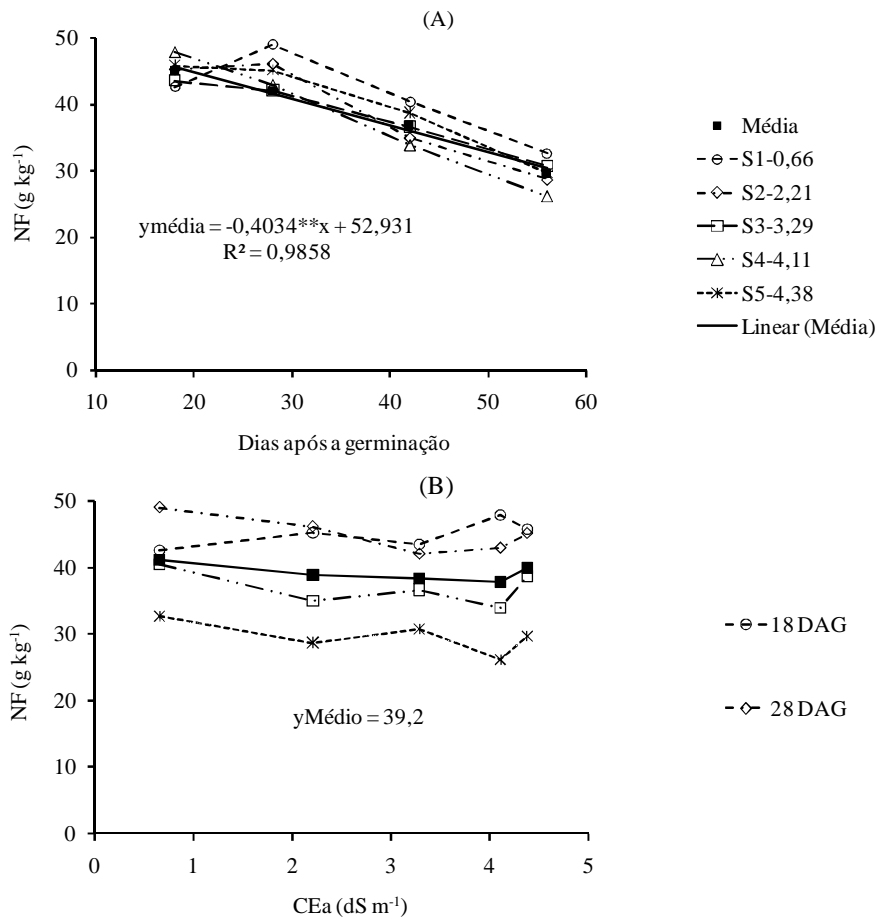 (A)
50
40
30
20
10
0
NF (g kg⁻¹)
ymédia = -0,4034**x + 52,931
R² = 0,9858
10 20 30 40 50 60
Dias após a germinação
Média
S1-0,66
S2-2,21
S3-3,29
S4-4,11
S5-4,38
Linear (Média)
(B)
50
40
30
20
10
0
NF (g kg⁻¹)
yMédio = 39,2
0 1 2 3 4 5
CEa (dS m⁻¹)
18 DAG
28 DAG